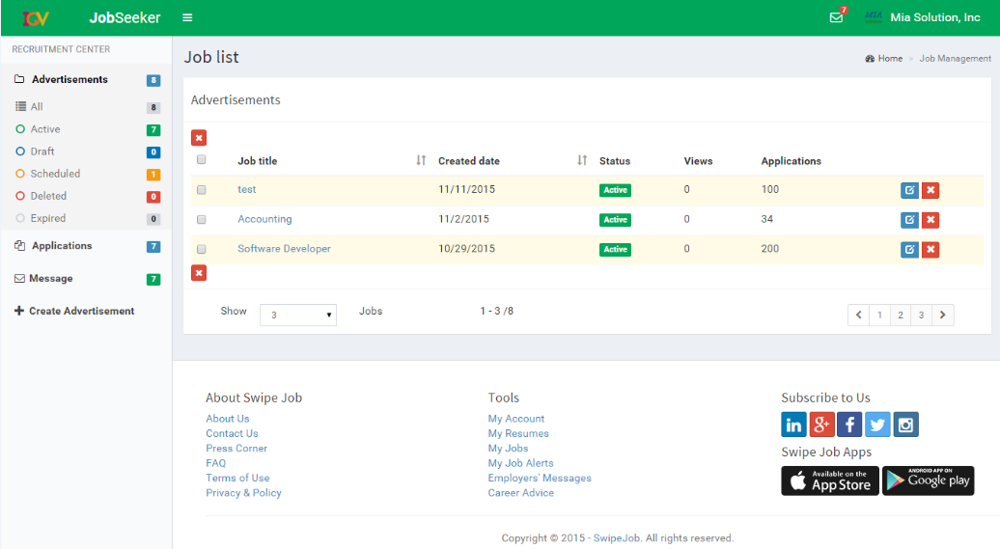 IGV JobSeeker 7 MIA Mia Solution, Inc
RECRUITMENT CENTER
Advertisements 8
All 8
Active 7
Draft 0
Scheduled 1
Deleted 0
Expired 0
Applications 7
Message 7
Create Advertisement
Job list
Home > Job Management
Advertisements
Job title Created date Status Views Applications
test 11/11/2015 Active 0 100
Accounting 11/2/2015 Active 0 34
Software Developer 10/29/2015 Active 0 200
Show 3 Jobs 1 - 3 /8 1 2 3
About Swipe Job
About Us
Contact Us
Press Corner
FAQ
Terms of Use
Privacy & Policy
Tools
My Account
My Resumes
My Jobs
My Job Alerts
Employers' Messages
Career Advice
Subscribe to Us
in g+ f
Swipe Job Apps
Available on the
App Store
ANDROID APP ON
Google play
Copyright © 2015 - SwipeJob. All rights reserved.